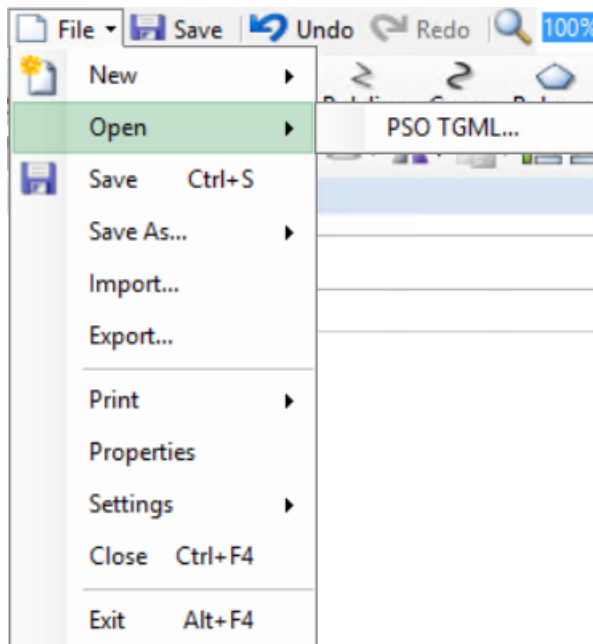 File Save Undo Redo 100%
New
Open
PSO TGML...
Save Ctrl+S
Save As...
Import...
Export...
Print
Properties
Settings
Close Ctrl+F4
Exit Alt+F4